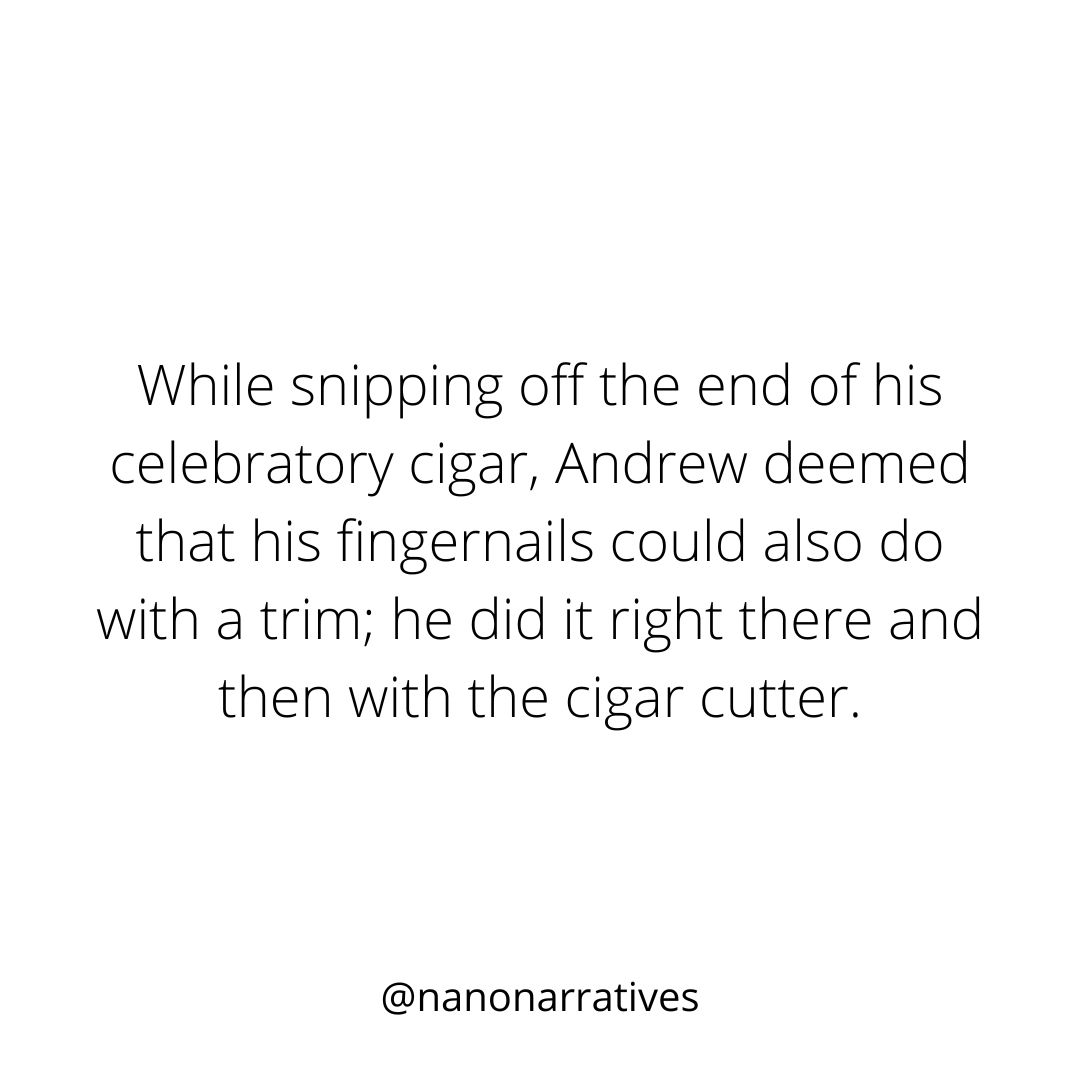 While snipping off the end of his
celebratory cigar, Andrew deemed
that his fingernails could also do
with a trim; he did it right there and
then with the cigar cutter.
@nanonarratives